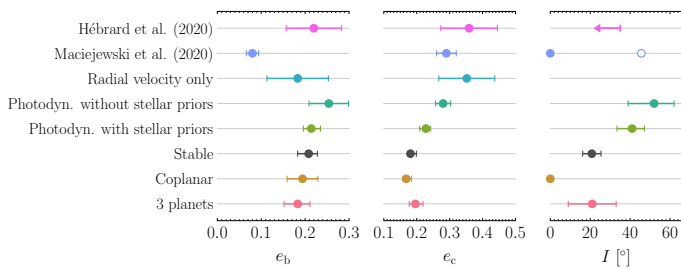 Hébrard et al. (2020)
Maciejewski et al. (2020)
Radial velocity only
Photodyn. without stellar priors
Photodyn. with stellar priors
Stable
Coplanar
3 planets
0.0 0.1 0.2 0.3 0.1 0.2 0.3 0.4 0.5 0 20 40 60
e_b e_c I [°]